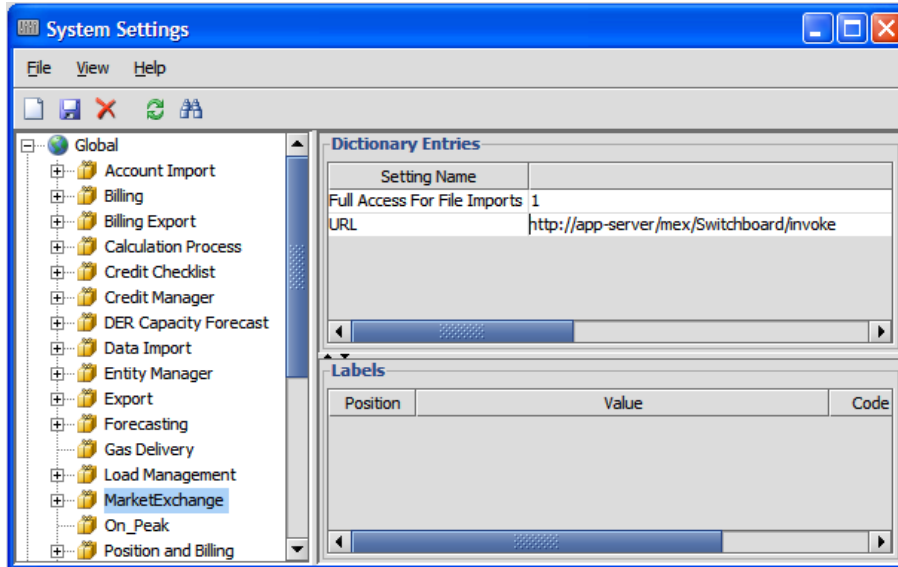 System Settings
File View Help
Global
Account Import
Billing
Billing Export
Calculation Process
Credit Checklist
Credit Manager
DER Capacity Forecast
Data Import
Entity Manager
Export
Forecasting
Gas Delivery
Load Management
MarketExchange
On_Peak
Position and Billing
Dictionary Entries
Setting Name
Full Access For File Imports 1
URL http://app-server/mex/Switchboard/invoke
Labels
Position Value Code